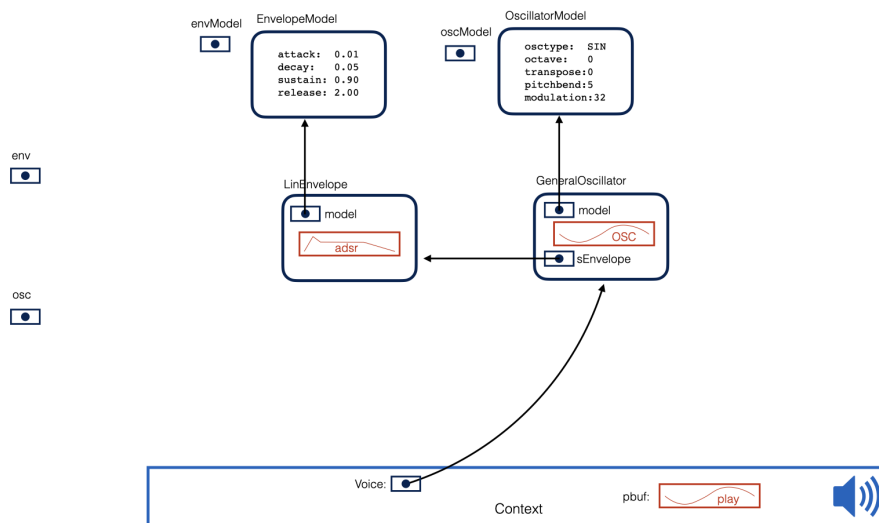 envModel
EnvelopeModel
attack: 0.01
decay: 0.05
sustain: 0.90
release: 2.00
oscModel
OscillatorModel
osctype: SIN
octave: 0
transpose:0
pitchbend:5
modulation:32
env
LinEnvelope
model
adsr
GeneralOscillator
model
OSC
sEnvelope
osc
Voice:
Context
pbuf:
play